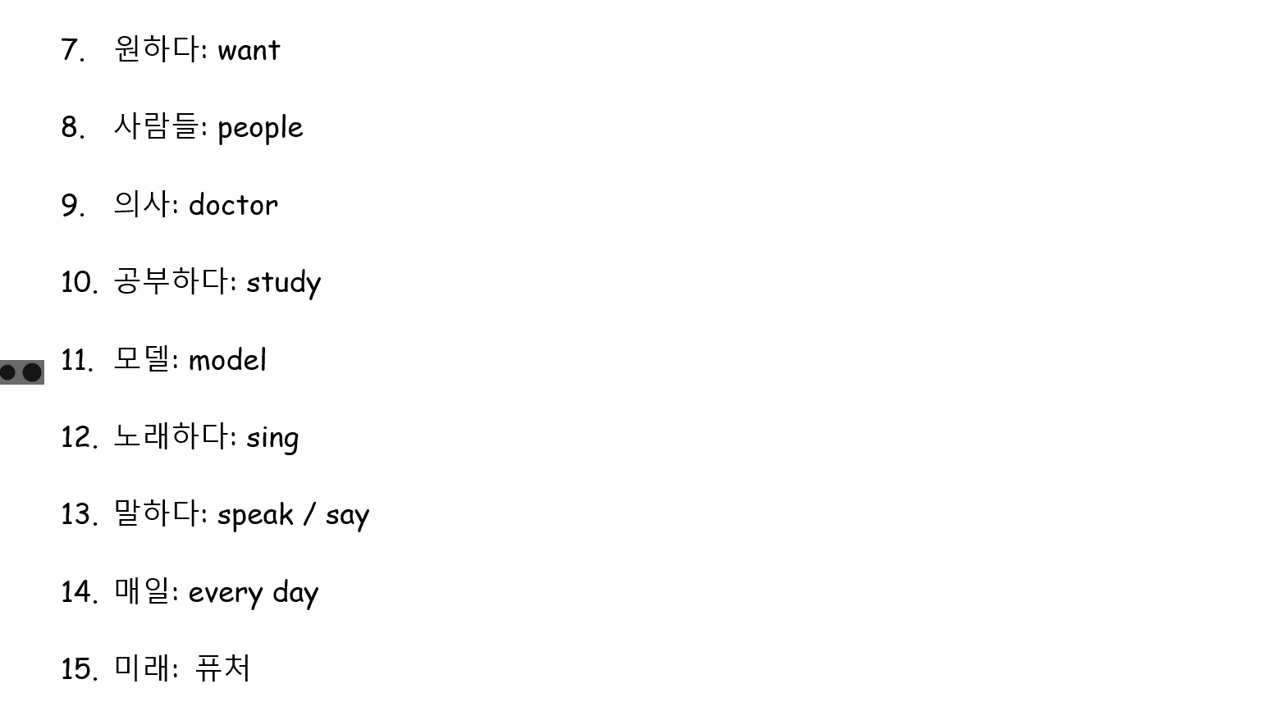 7. 원하다: want
8. 사람들: people
9. 의사: doctor
10. 공부하다: study
11. 모델: model
12. 노래하다: sing
13. 말하다: speak / say
14. 매일: every day
15. 미래: 퓨처